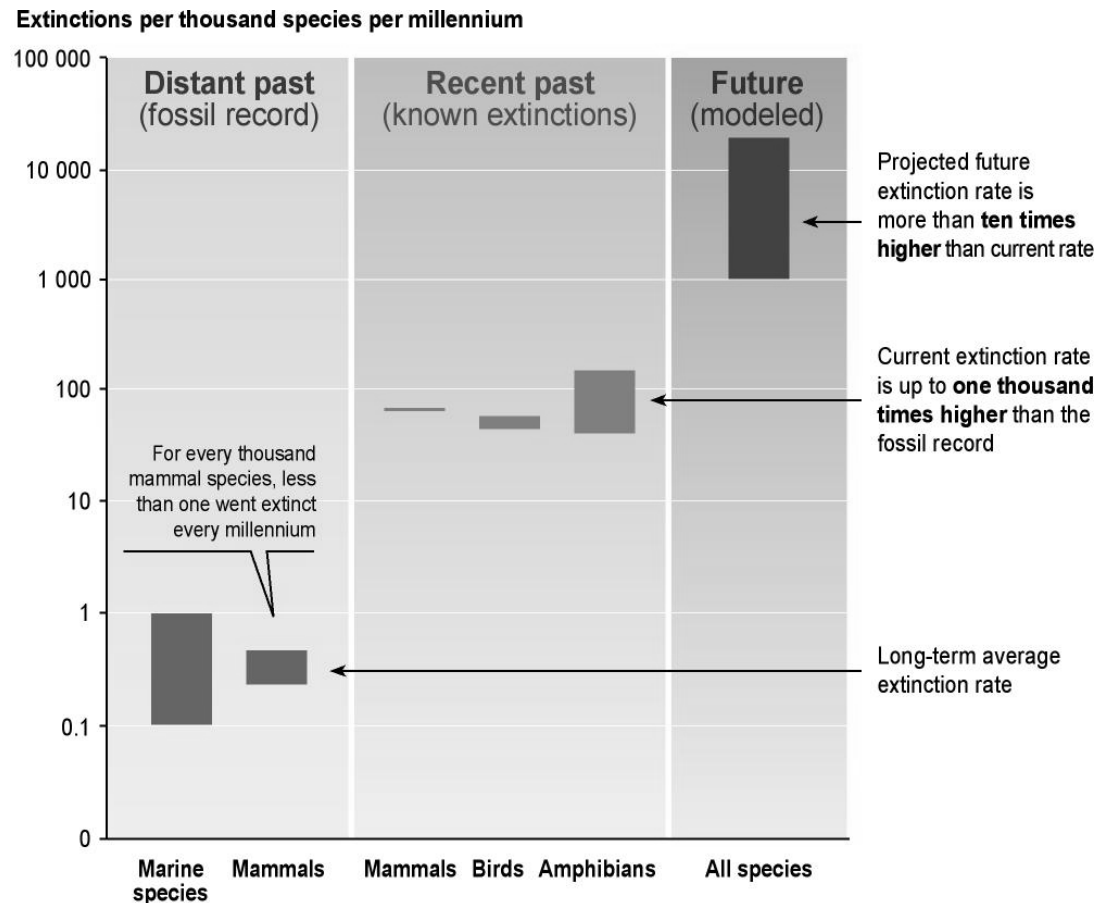 Extinctions per thousand species per millennium
100 000
10 000
1 000
100
10
1
0.1
0
Distant past
(fossil record)
Recent past
(known extinctions)
Future
(modeled)
For every thousand
mammal species, less
than one went extinct
every millennium
Projected future
extinction rate is
more than ten times
higher than current rate
Current extinction rate
is up to one thousand
times higher than the
fossil record
Long-term average
extinction rate
Marine
species
Mammals
Mammals
Birds
Amphibians
All species